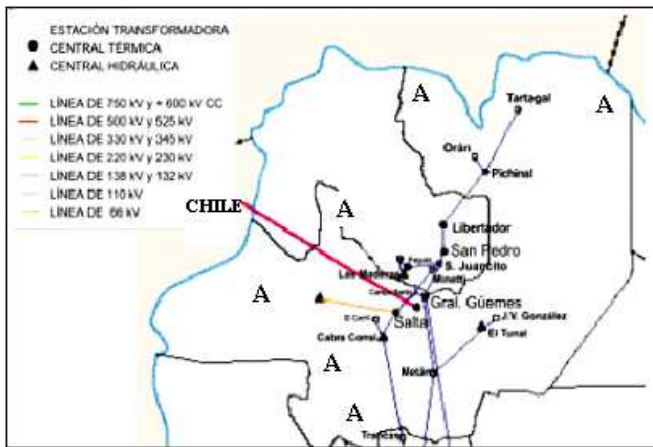 ESTACIÓN TRANSFORMADORA
CENTRAL TÉRMICA
CENTRAL HIDRÁULICA
LÍNEA DE 750 kV y + 600 kV CC
LÍNEA DE 500 kV y 525 kV
LÍNEA DE 330 kV y 345 kV
LÍNEA DE 220 kV y 230 kV
LÍNEA DE 138 kV y 132 kV
LÍNEA DE 110 kV
LÍNEA DE 66 kV
A
A
Tartagal
Orán
Pichinal
CHILE
A
Libertador
San Pedro
S. Juancito
Las Maderas
Minetti
A
Gral. Güemes
Salta
J.V. González
El Tunal
Cabra Corral
A
Metán
A
Trancas